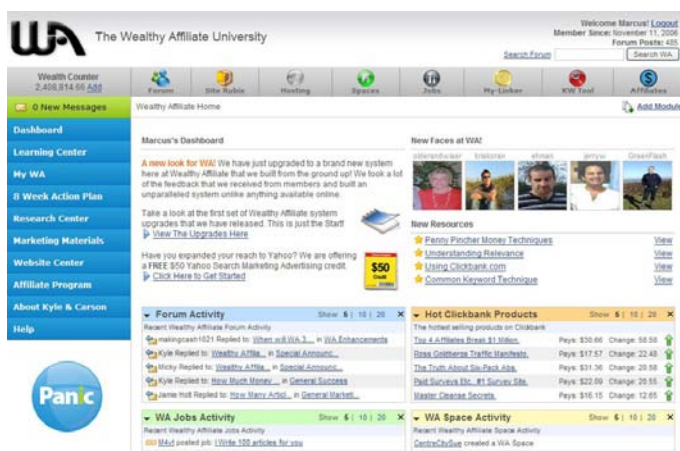 WA The Wealthy Affiliate University
Welcome Marcus! Logout
Member Since: November 11, 2006
Forum Posts: 485
Search Forum Search WA
Wealth Counter
2,408,814.66 Add
Forum Site Rubix Hosting Spaces Jobs My-Linker KW Tool Affiliates
0 New Messages
Wealthy Affiliate Home
Add Module
Dashboard
Learning Center
My WA
8 Week Action Plan
Research Center
Marketing Materials
Website Center
Affiliate Program
About Kyle & Carson
Help
Panic
Marcus's Dashboard
A new look for WA! We have just upgraded to a brand new system
here at Wealthy Affiliate that we built from the ground up! We took a lot
of the feedback that we received from members and built an
unparalleled system unlike anything available online.
Take a look at the first set of Wealthy Affiliate system
upgrades that we have released. This is just the Start!
View The Upgrades Here
Have you expanded your reach to Yahoo? We are offering
a FREE $50 Yahoo Search Marketing Advertising credit.
Click Here to Get Started
$50
Credit
New Faces at WA!
ehman jerryw GreenFlash
New Resources
Penny Pincher Money Techniques View
Understanding Relevance View
Using Clickbank.com View
Common Keyword Technique View
Forum Activity Show 5 | 10 | 20 X
Recent Wealthy Affiliate Forum Activity
makingcash1021 Replied to: When will WA 3.... in WA Enhancements
Kyle Replied to: Wealthy Affilia... in Special Announc...
Micky Replied to: Wealthy Affilia... in Special Announc...
Kyle Replied to: How Much Money ... in General Success
Jamie Holt Replied to: How Many Articl... in General Marketi...
Hot Clickbank Products Show 5 | 10 | 20 X
The hottest selling products on Clickbank
Top 4 Affiliates Break $1 Million. Pays: $30.66 Change: 58.58
Ross Goldbergs Traffic Manifesto. Pays: $17.57 Change: 22.48
The Truth About Six-Pack Abs. Pays: $31.36 Change: 20.58
Paid Surveys Etc. #1 Survey Site. Pays: $22.09 Change: 20.55
Master Cleanse Secrets. Pays: $16.15 Change: 12.65
WA Jobs Activity Show 5 | 10 | 20 X
Recent Wealthy Affiliate Jobs Activity
M4vf posted job: I Write 100 articles for you
WA Space Activity Show 5 | 10 | 20 X
Recent Wealthy Affiliate Space Activity
CentreCitySue created a WA Space